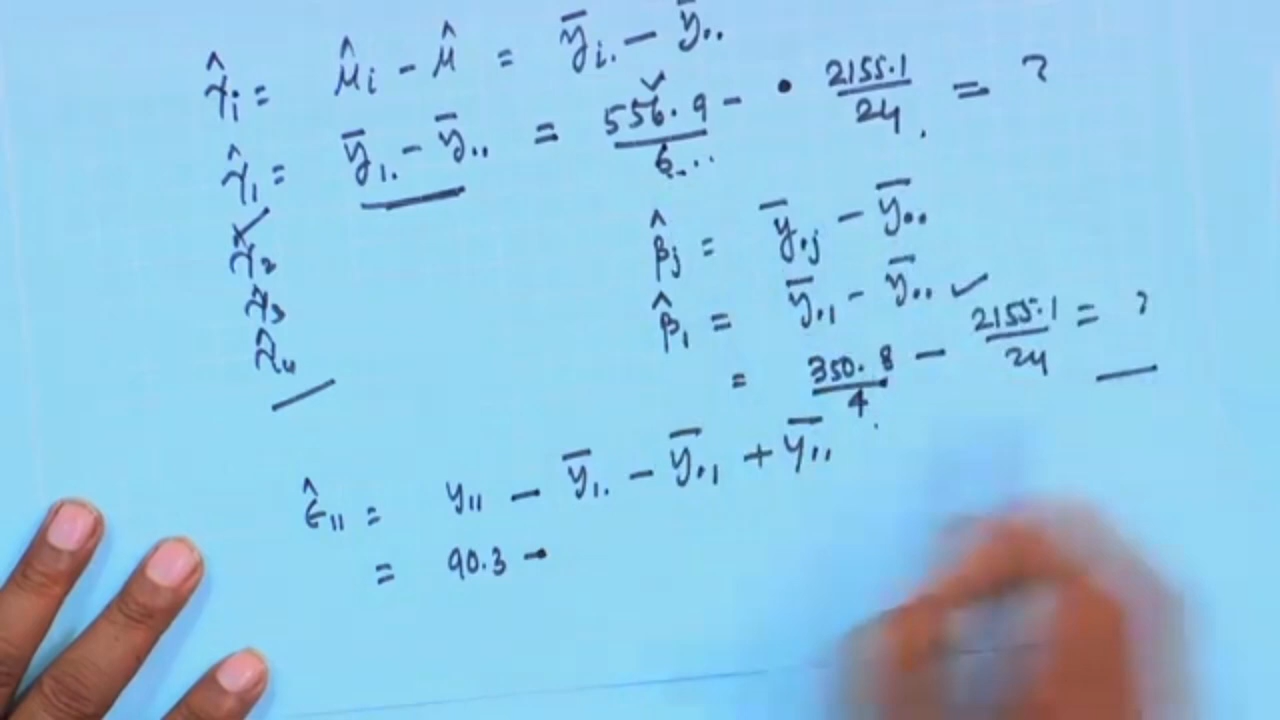 τ̂ᵢ = μ̂ᵢ - μ̂ = ȳᵢ. - ȳ..
τ̂₁ = ȳ₁. - ȳ.. = 556.9/6 - 2155.1/24 = ?
τ̂₂
τ̂₃
τ̂₄
β̂ⱼ = ȳ.ⱼ - ȳ..
β̂₁ = ȳ.₁ - ȳ.. ✓
= 350.8/4 - 2155.1/24 = ?
ϵ̂₁₁ = y₁₁ - ȳ₁. - ȳ.₁ + ȳ..
= 90.3 -